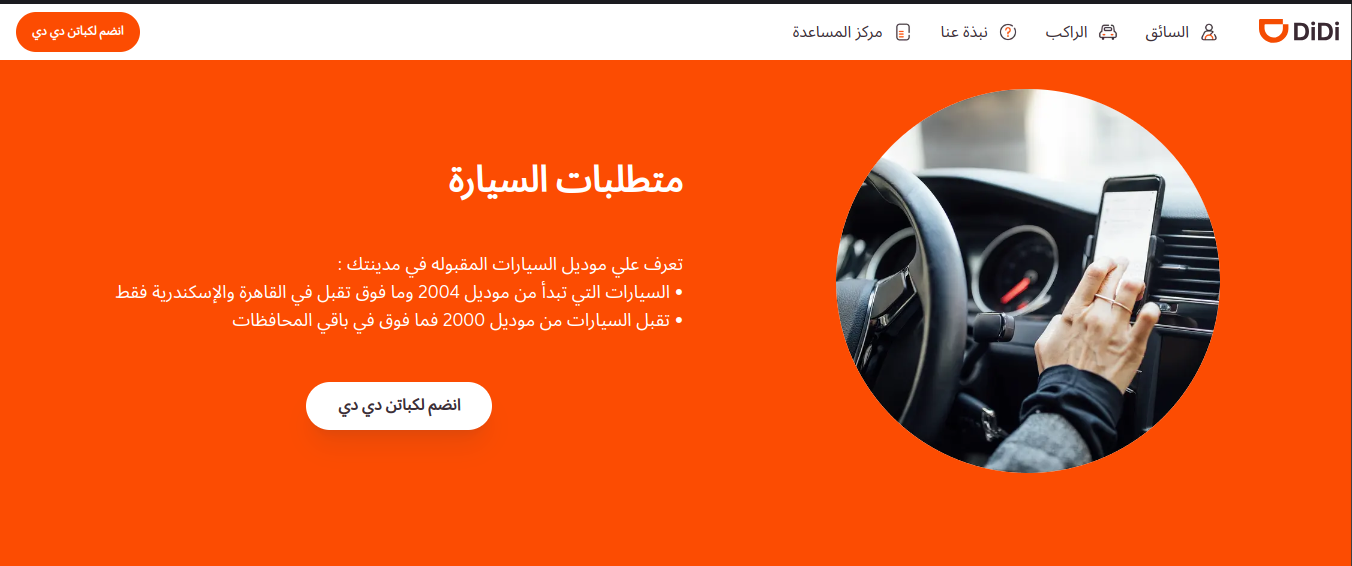 DiDi
السائق
الراكب
نبذة عنا
مركز المساعدة
انضم لكباتن دي دي
متطلبات السيارة
تعرف علي موديل السيارات المقبوله في مدينتك :
• السيارات التي تبدأ من موديل 2004 وما فوق تقبل في القاهرة والإسكندرية فقط
• تقبل السيارات من موديل 2000 فما فوق في باقي المحافظات
انضم لكباتن دي دي